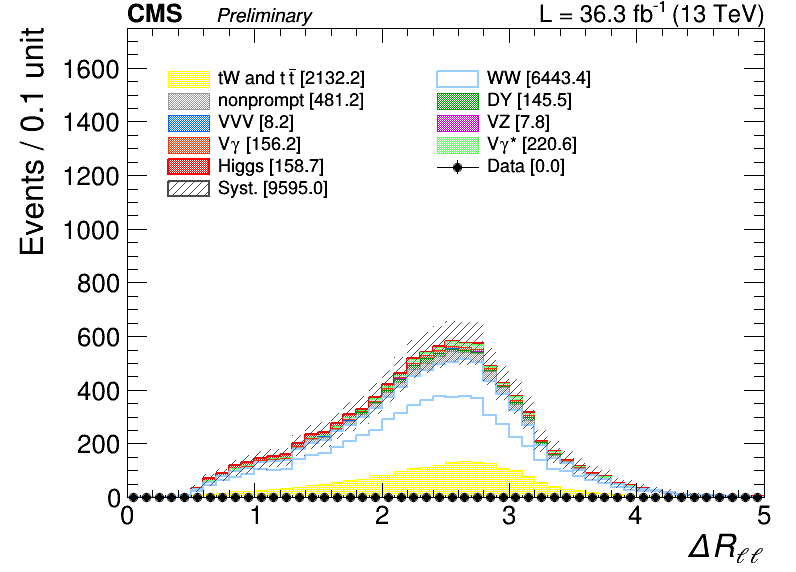 CMS Preliminary L = 36.3 fb⁻¹ (13 TeV)
Events / 0.1 unit
1600
1400
1200
1000
800
600
400
200
0
tW and tt̄ [2132.2] WW [6443.4]
nonprompt [481.2] DY [145.5]
VVV [8.2] VZ [7.8]
Vγ [156.2] Vγ* [220.6]
Higgs [158.7] Data [0.0]
Syst. [9595.0]
0 1 2 3 4 5
ΔRℓℓ